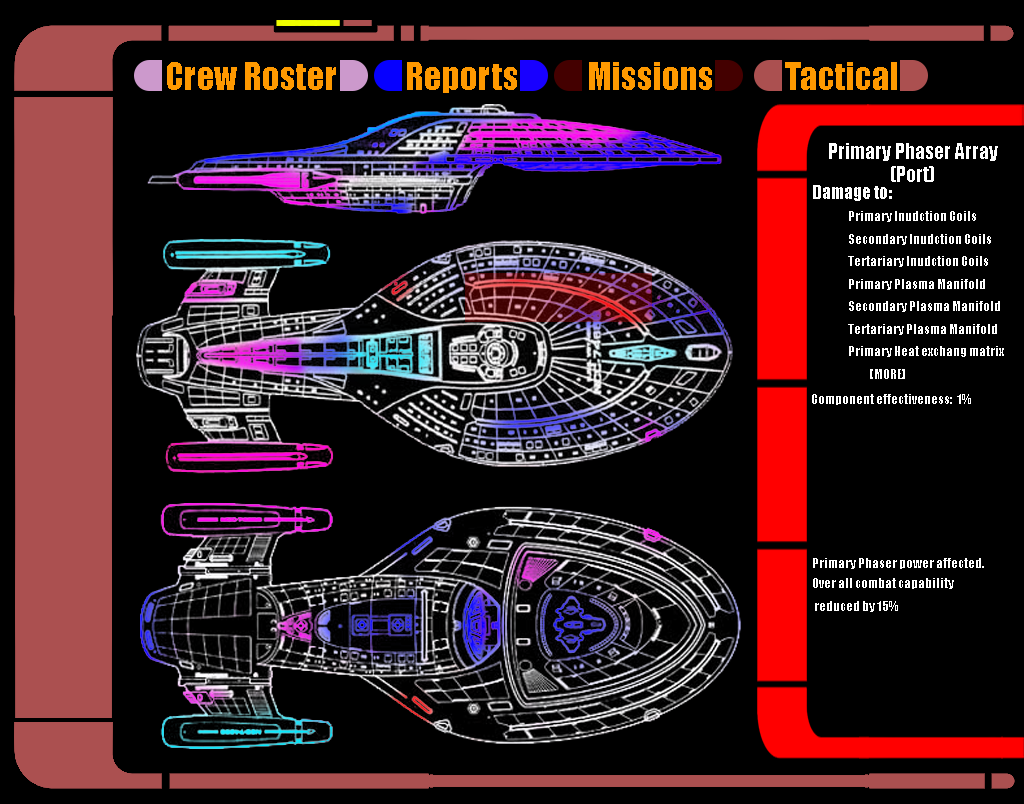 Crew Roster Reports Missions Tactical
Primary Phaser Array
(Port)
Damage to:
Primary Inudction Coils
Secondary Inudction Coils
Tertariary Inudction Coils
Primary Plasma Manifold
Secondary Plasma Manifold
Tertariary Plasma Manifold
Primary Heat exchang matrix
[MORE]
Component effectiveness: 1%
Primary Phaser power affected.
Over all combat capability
reduced by 15%